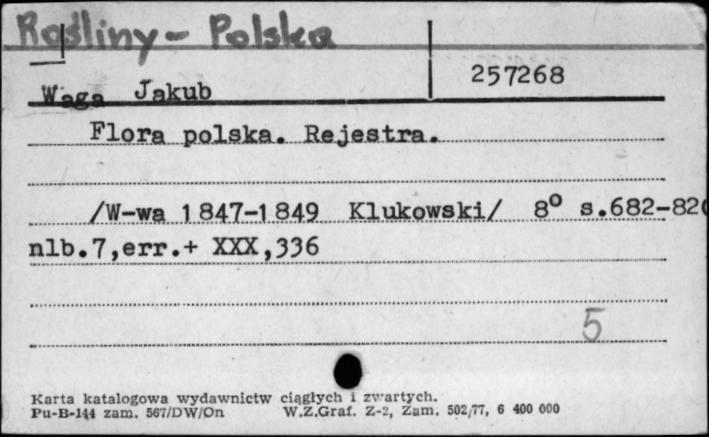 Rośliny - Polska
257268
Waga Jakub
Flora polska. Rejestra.
/W-wa 1847-1849 Klukowski/ 8° s.682-820
nlb.7,err.+ XXX,336
5
Karta katalogowa wydawnictw ciągłych i zwartych.
Pu-B-144 zam. 567/DW/On W.Z.Graf. Z-2, Zam. 502/77, 6 400 000